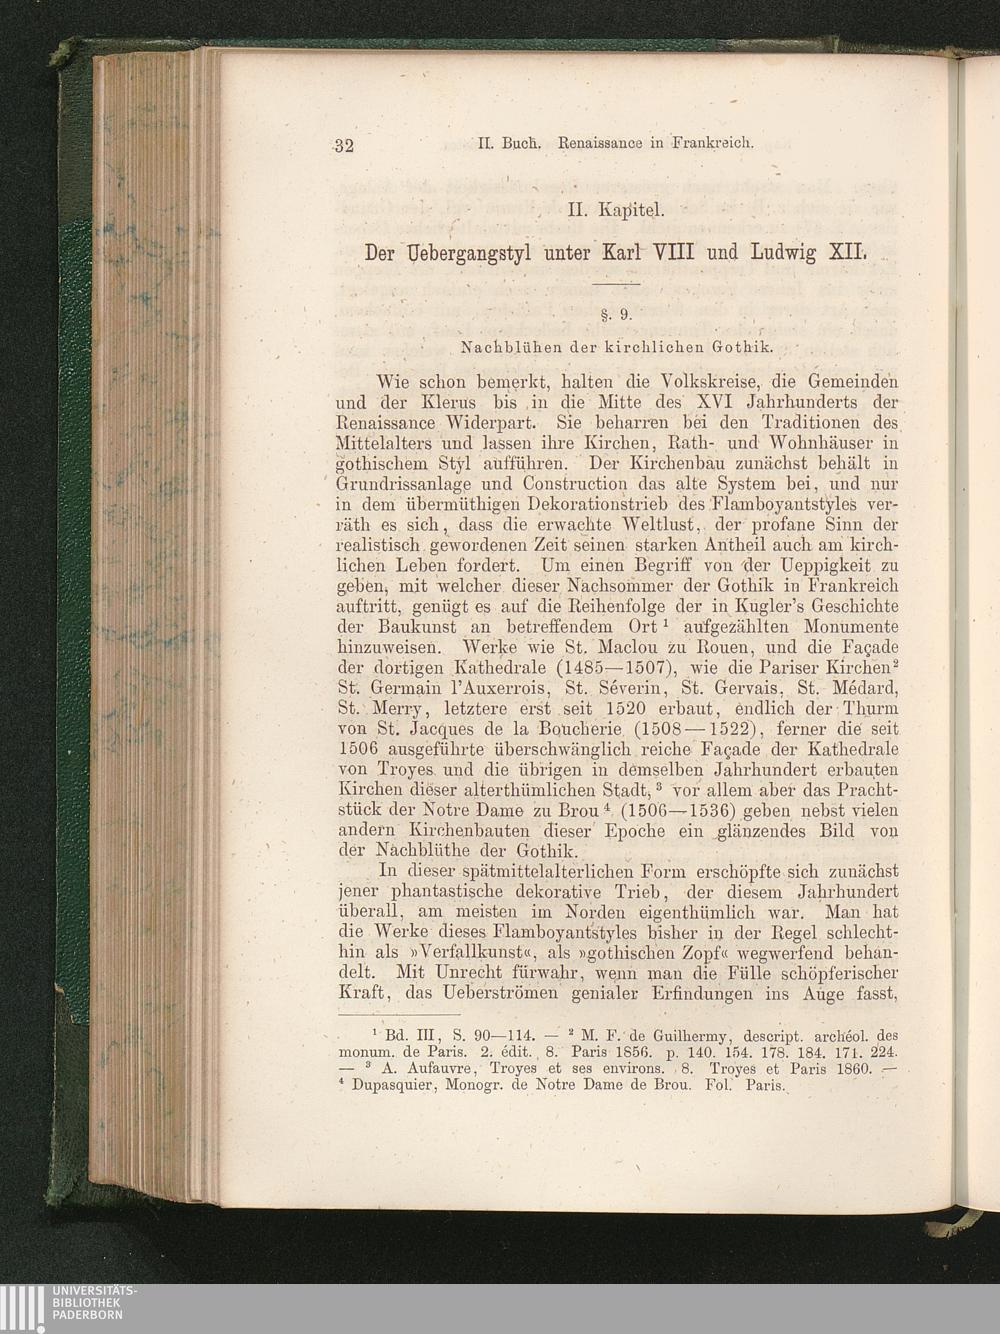 32 II. Buch. Renaissance in Frankreich.
II. Kapitel.
Der Uebergangstyl unter Karl VIII und Ludwig XII.
§. 9.
Nachblühen der kirchlichen Gothik.
Wie schon bemerkt, halten die Volkskreise, die Gemeinden
und der Klerus bis in die Mitte des XVI Jahrhunderts der
Renaissance Widerpart. Sie beharren bei den Traditionen des
Mittelalters und lassen ihre Kirchen, Rath- und Wohnhäuser in
gothischem Styl aufführen. Der Kirchenbau zunächst behält in
Grundrissanlage und Construction das alte System bei, und nur
in dem übermüthigen Dekorationstrieb des Flamboyantstyles ver-
räth es sich, dass die erwachte Weltlust, der profane Sinn der
realistisch gewordenen Zeit seinen starken Antheil auch am kirch-
lichen Leben fordert. Um einen Begriff von der Ueppigkeit zu
geben, mit welcher dieser Nachsommer der Gothik in Frankreich
auftritt, genügt es auf die Reihenfolge der in Kugler's Geschichte
der Baukunst an betreffendem Ort ¹ aufgezählten Monumente
hinzuweisen. Werke wie St. Maclou zu Rouen, und die Façade
der dortigen Kathedrale (1485—1507), wie die Pariser Kirchen ²
St. Germain l'Auxerrois, St. Séverin, St. Gervais, St. Médard,
St. Merry, letztere erst seit 1520 erbaut, endlich der Thurm
von St. Jacques de la Boucherie (1508—1522), ferner die seit
1506 ausgeführte überschwänglich reiche Façade der Kathedrale
von Troyes und die übrigen in demselben Jahrhundert erbauten
Kirchen dieser alterthümlichen Stadt, ³ vor allem aber das Pracht-
stück der Notre Dame zu Brou ⁴ (1506—1536) geben nebst vielen
andern Kirchenbauten dieser Epoche ein glänzendes Bild von
der Nachblüthe der Gothik.
In dieser spätmittelalterlichen Form erschöpfte sich zunächst
jener phantastische dekorative Trieb, der diesem Jahrhundert
überall, am meisten im Norden eigenthümlich war. Man hat
die Werke dieses Flamboyantstyles bisher in der Regel schlecht-
hin als »Verfallkunst«, als »gothischen Zopf« wegwerfend behan-
delt. Mit Unrecht fürwahr, wenn man die Fülle schöpferischer
Kraft, das Ueberströmen genialer Erfindungen ins Auge fasst,
¹ Bd. III, S. 90—114. — ² M. F. de Guilhermy, descript. archéol. des
monum. de Paris. 2. édit. 8. Paris 1856. p. 140. 154. 178. 184. 171. 224.
— ³ A. Aufauvre, Troyes et ses environs. 8. Troyes et Paris 1860. —
⁴ Dupasquier, Monogr. de Notre Dame de Brou. Fol. Paris.
UNIVERSITÄTS-
BIBLIOTHEK
PADERBORN